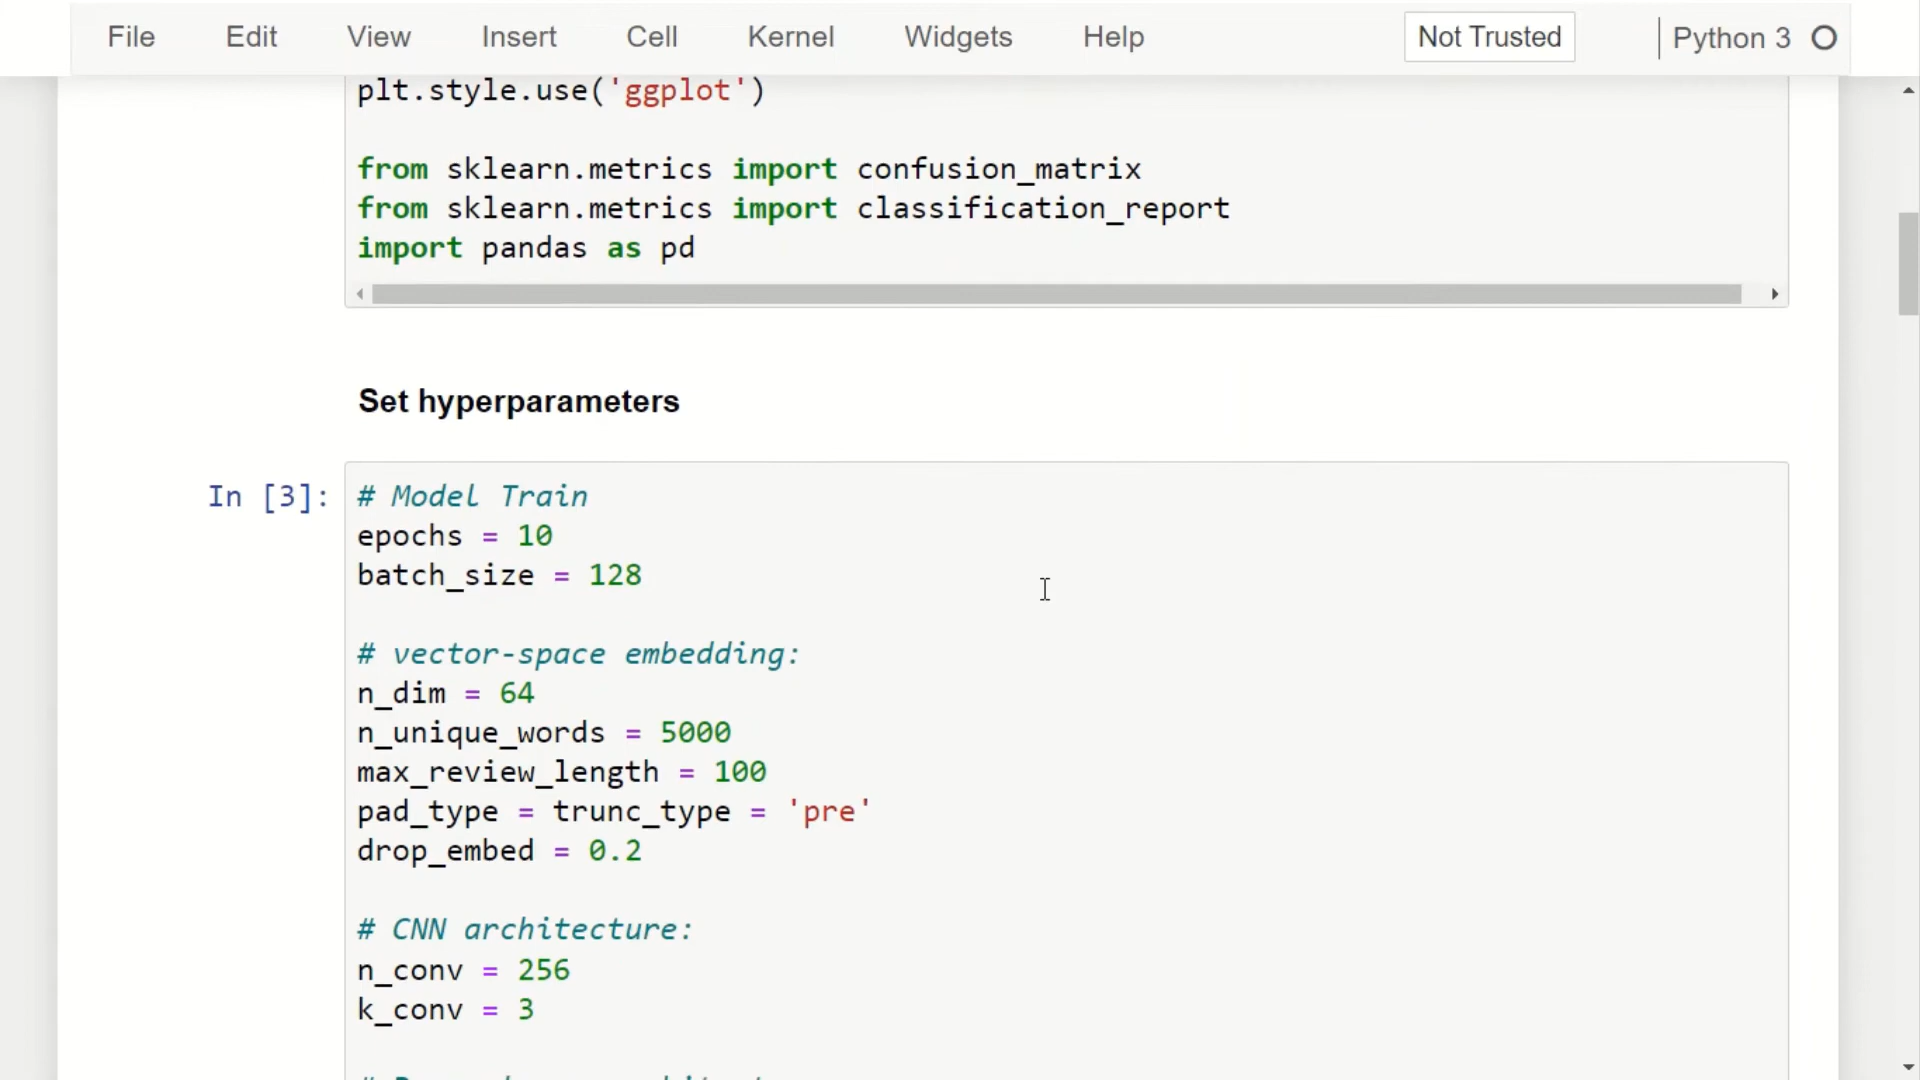 File Edit View Insert Cell Kernel Widgets Help Not Trusted Python 3
plt.style.use('ggplot')
from sklearn.metrics import confusion_matrix
from sklearn.metrics import classification_report
import pandas as pd
Set hyperparameters
In [3]:
# Model Train
epochs = 10
batch_size = 128
# vector-space embedding:
n_dim = 64
n_unique_words = 5000
max_review_length = 100
pad_type = trunc_type = 'pre'
drop_embed = 0.2
# CNN architecture:
n_conv = 256
k_conv = 3